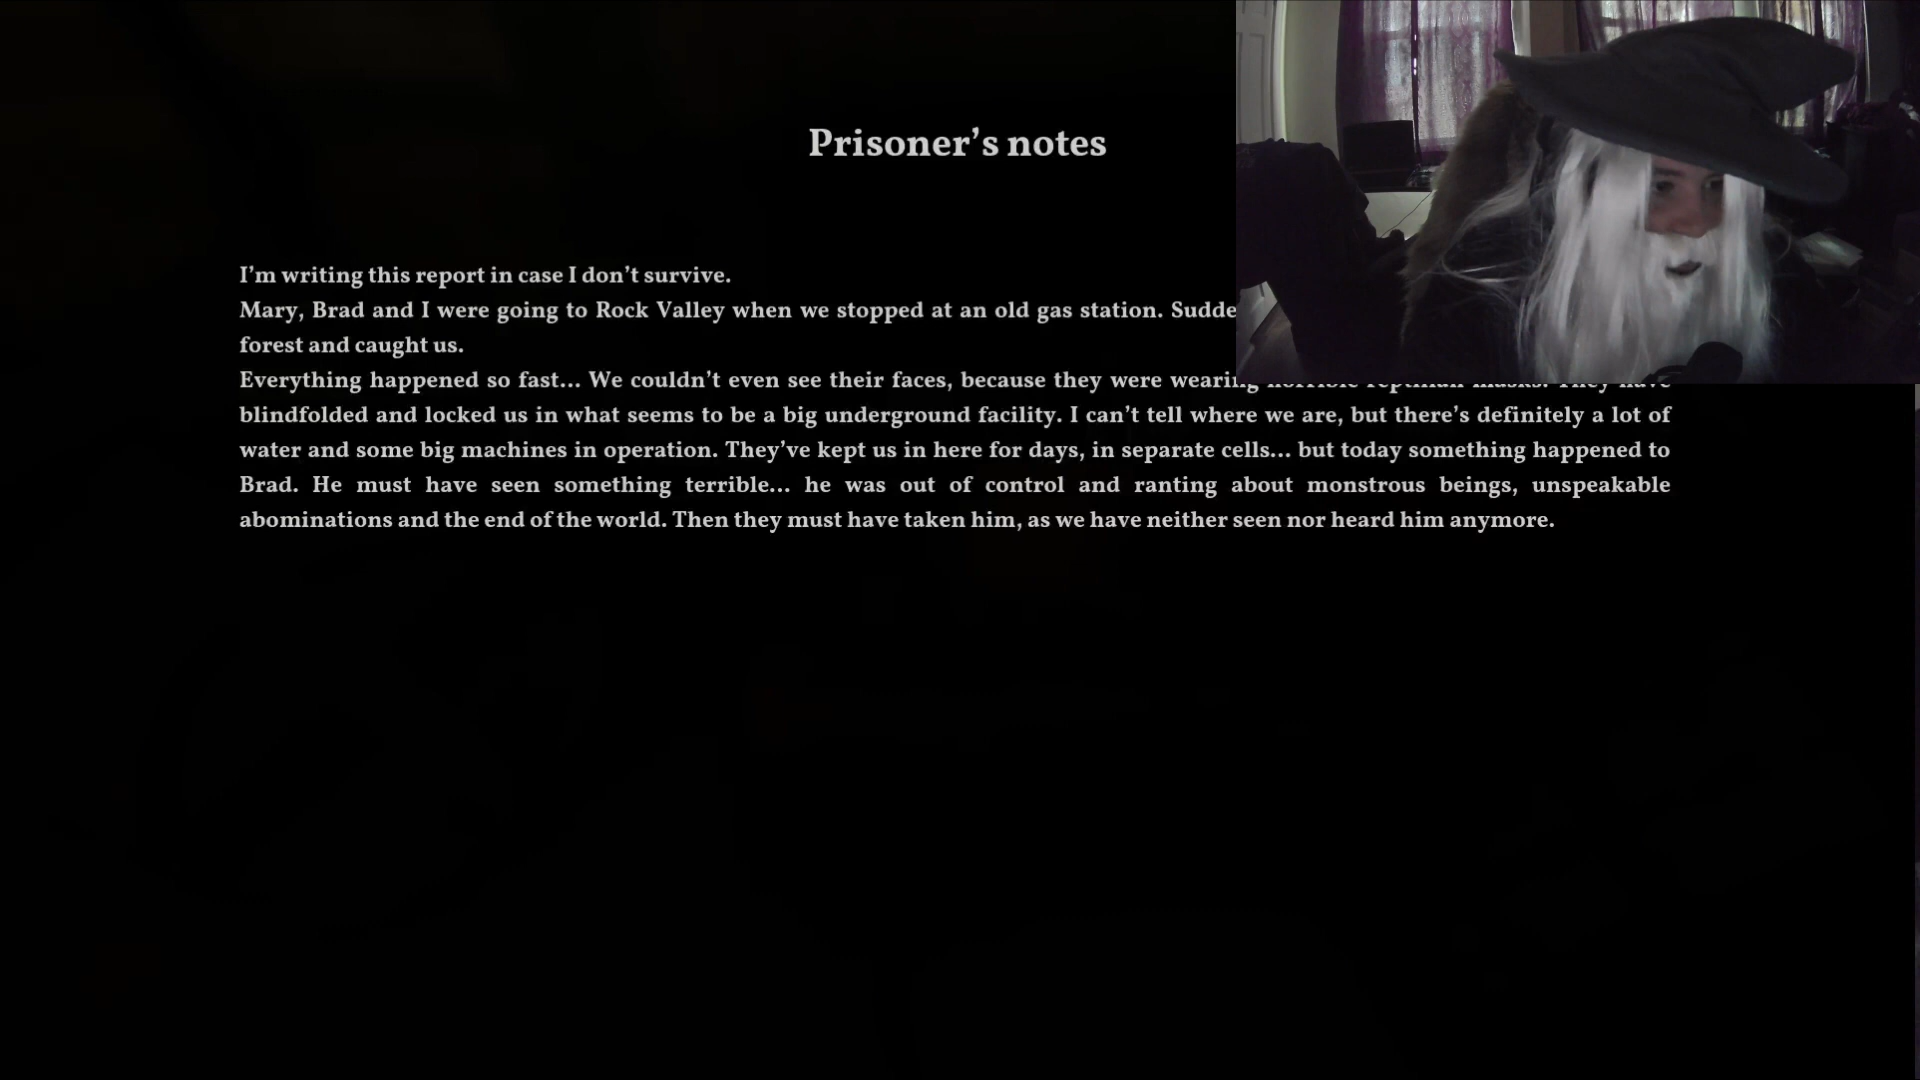 Prisoner's notes
I'm writing this report in case I don't survive.
Mary, Brad and I were going to Rock Valley when we stopped at an old gas station.
forest and caught us.
Everything happened so fast... We couldn't even see their faces, because they were wearing
blindfolded and locked us in what seems to be a big underground facility. I can't tell where we are, but there's definitely a lot of
water and some big machines in operation. They've kept us in here for days, in separate cells... but today something happened to
Brad. He must have seen something terrible... he was out of control and ranting about monstrous beings, unspeakable
abominations and the end of the world. Then they must have taken him, as we have neither seen nor heard him anymore.